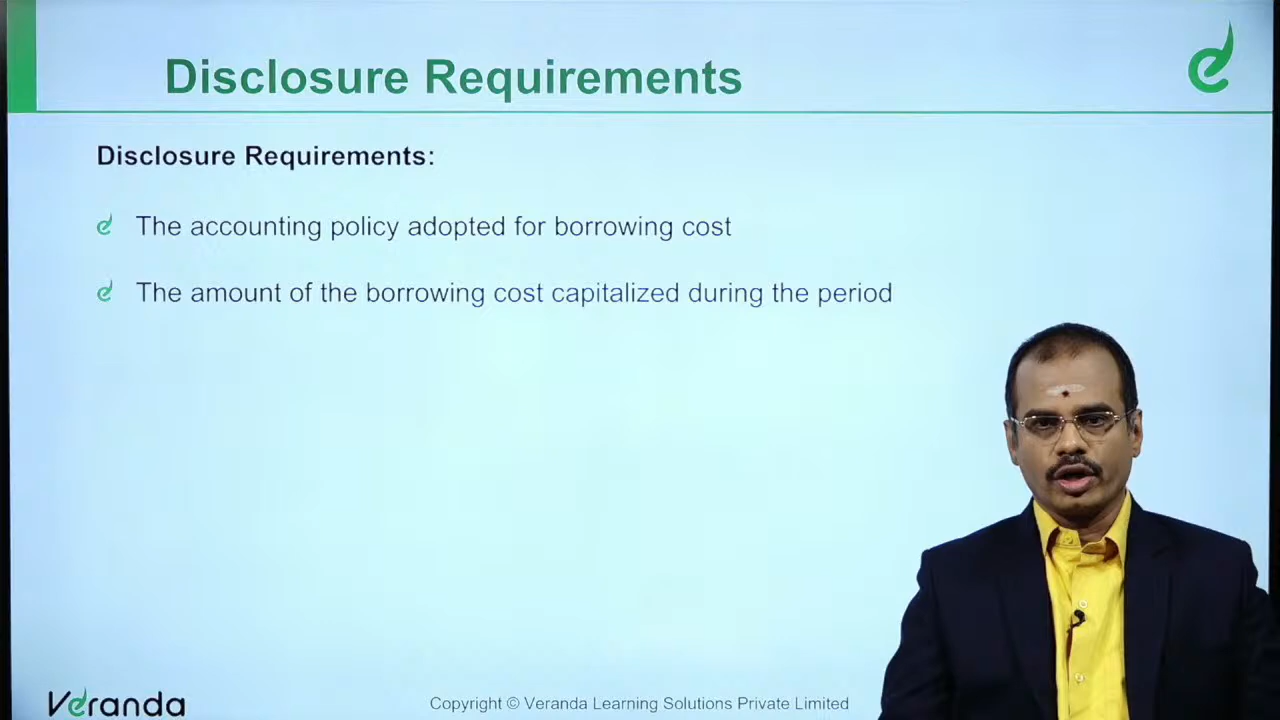 Disclosure Requirements
Disclosure Requirements:
The accounting policy adopted for borrowing cost
The amount of the borrowing cost capitalized during the period
Veranda
Copyright © Veranda Learning Solutions Private Limited